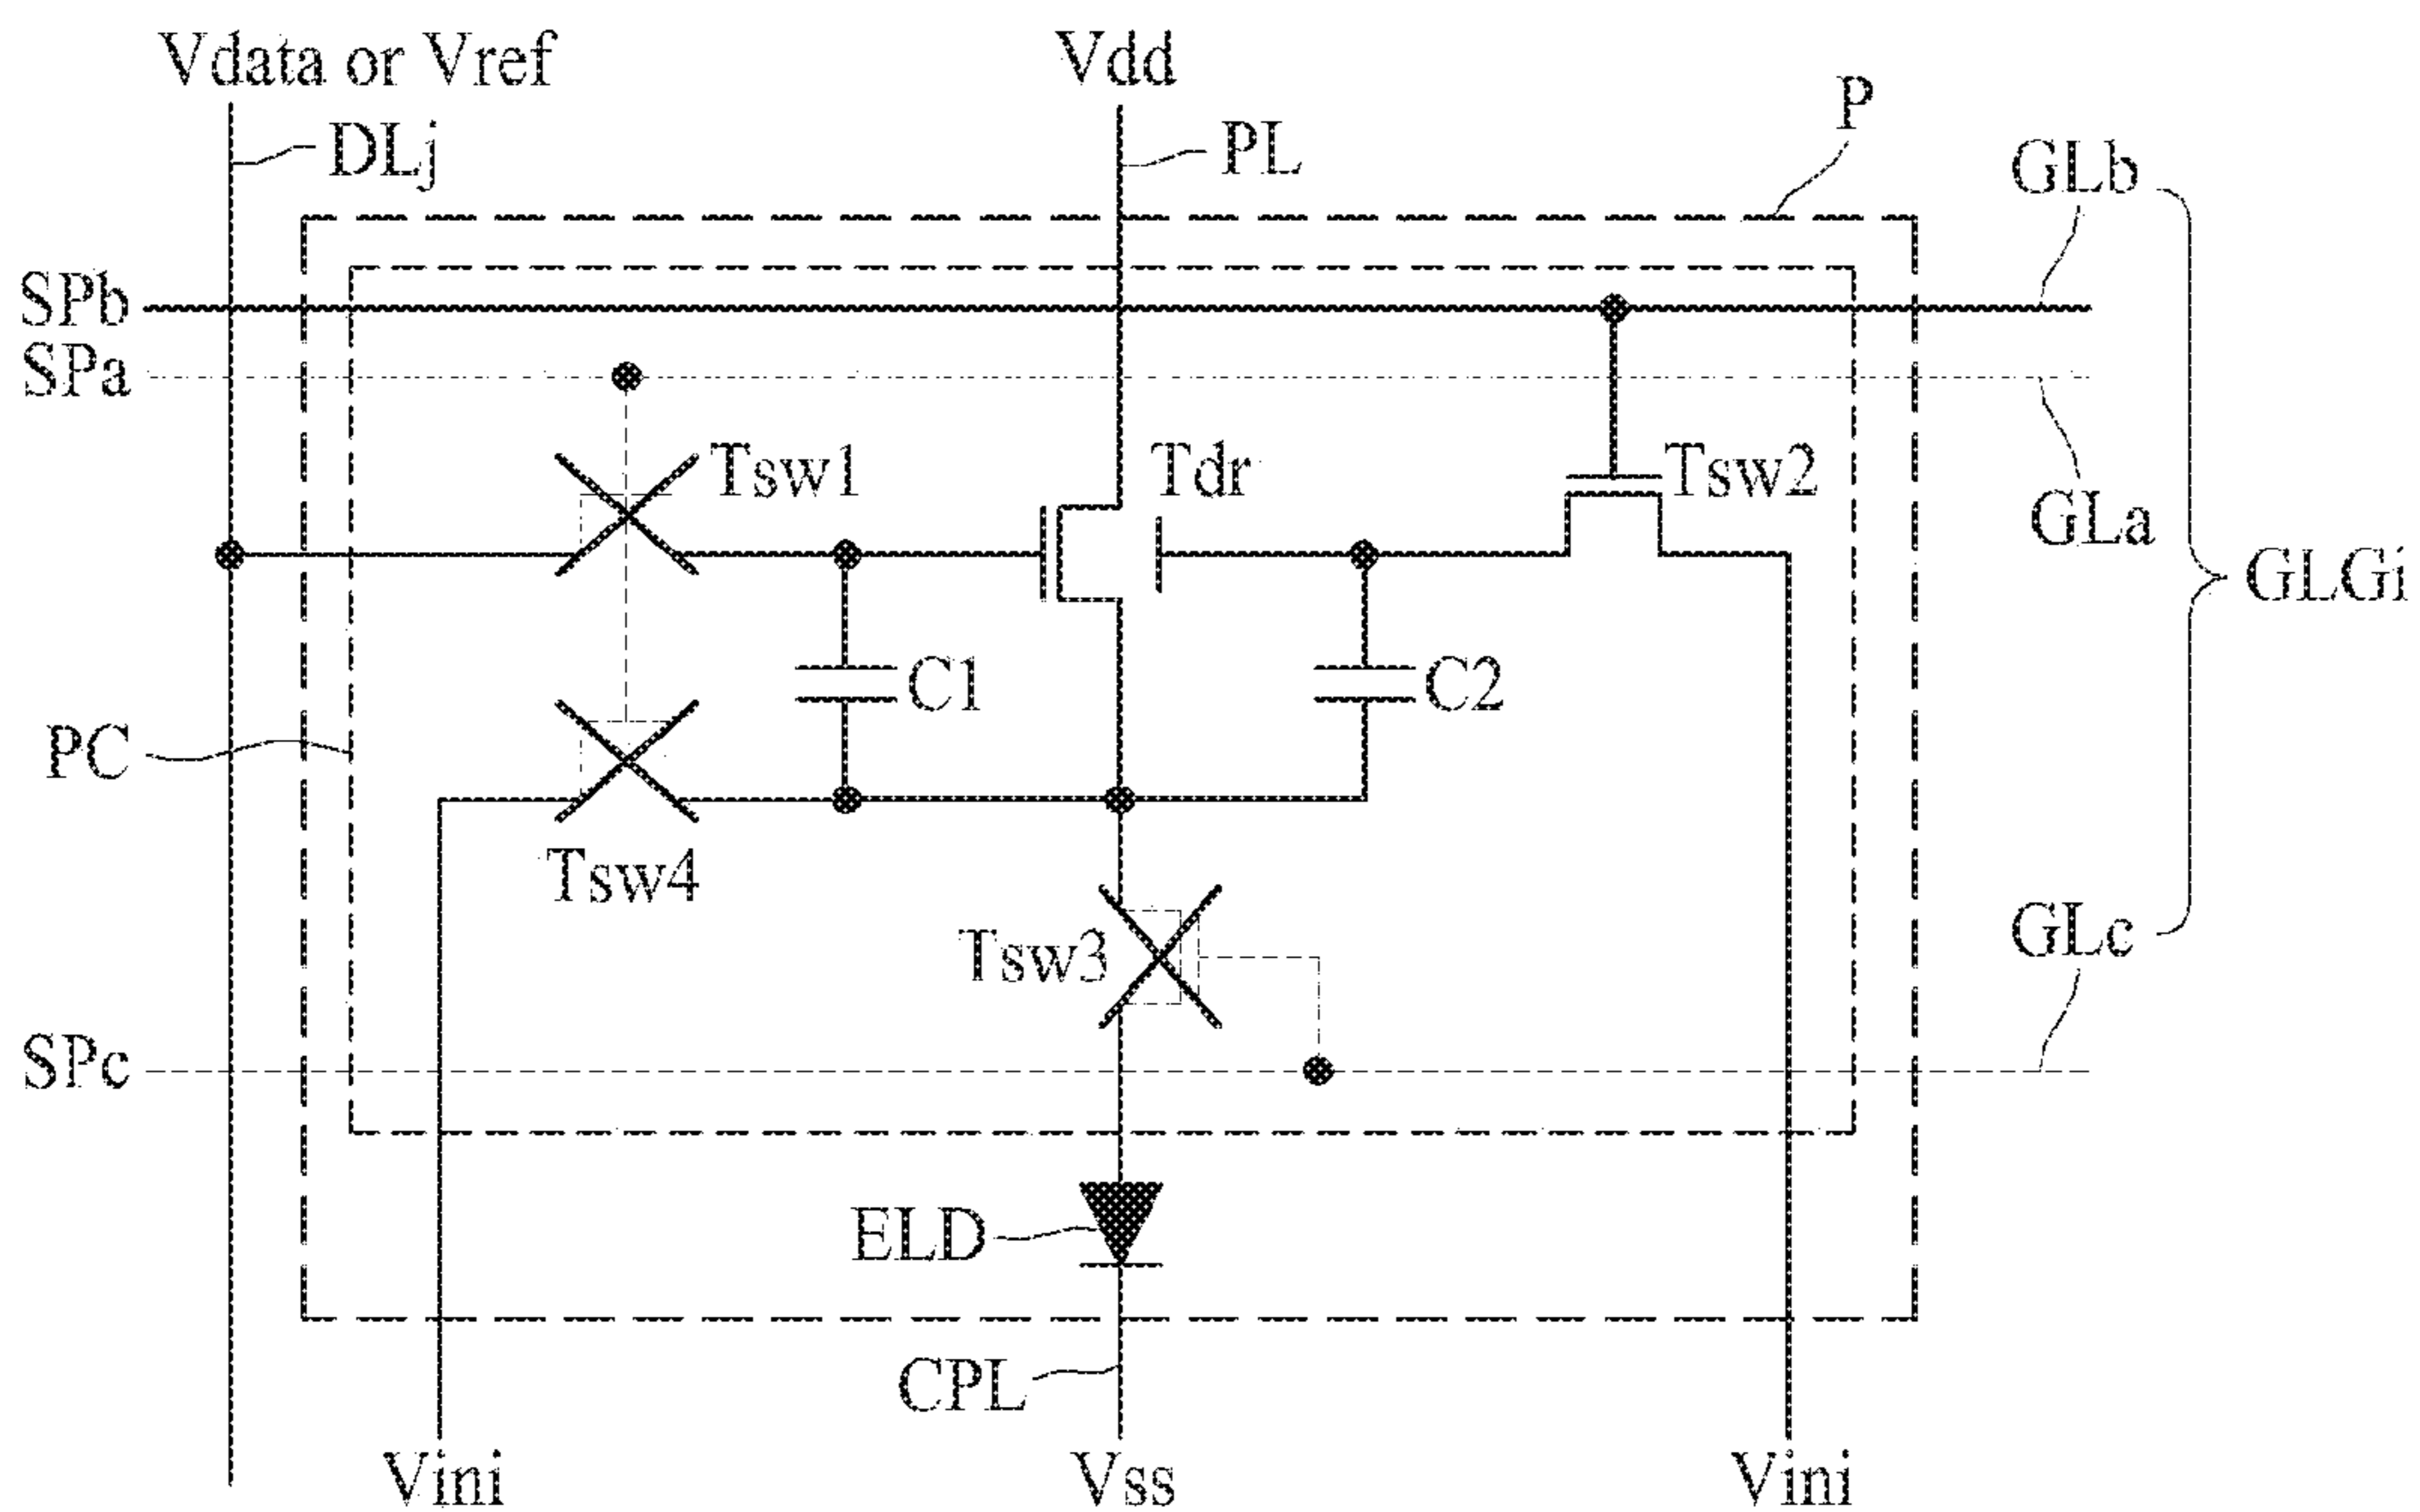 Vdata or Vref
Vdd
P
DLj
PL
GLb
SPb
SPa
Tsw1
Tdr
Tsw2
GLa
GLGi
C1
C2
PC
Tsw4
Tsw3
GLc
SPc
ELD
CPL
Vini
Vss
Vini